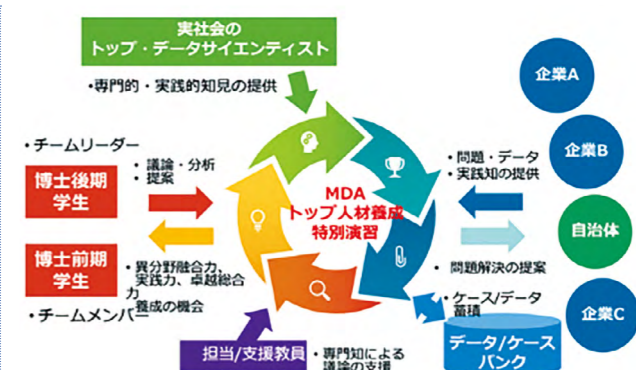 実社会の
トップ・データサイエンティスト
・専門的・実践的知見の提供
企業A
企業B
自治体
企業C
・チームリーダー
博士後期
学生
・議論・分析
・提案
博士前期
学生
・チームメンバー
・異分野融合力、
実践力、卓越総合
力
養成の機会
MDA
トップ人材養成
特別演習
・問題・データ
・実践知の提供
・問題解決の提案
・ケース/データ
蓄積
データ/ケース
バンク
担当/支援教員
・専門知による
議論の支援